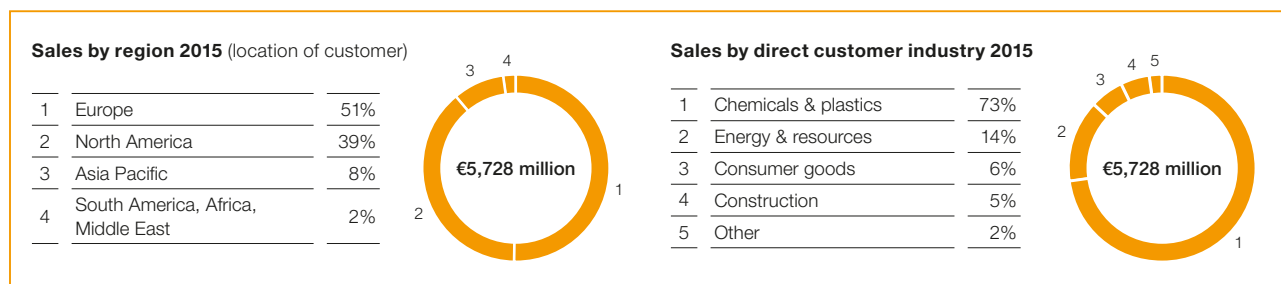 Sales by region 2015 (location of customer)
1 Europe 51%
2 North America 39%
3 Asia Pacific 8%
4 South America, Africa,
Middle East 2%
4
3
2
1
€5,728 million
Sales by direct customer industry 2015
1 Chemicals & plastics 73%
2 Energy & resources 14%
3 Consumer goods 6%
4 Construction 5%
5 Other 2%
5
4
3
2
1
€5,728 million